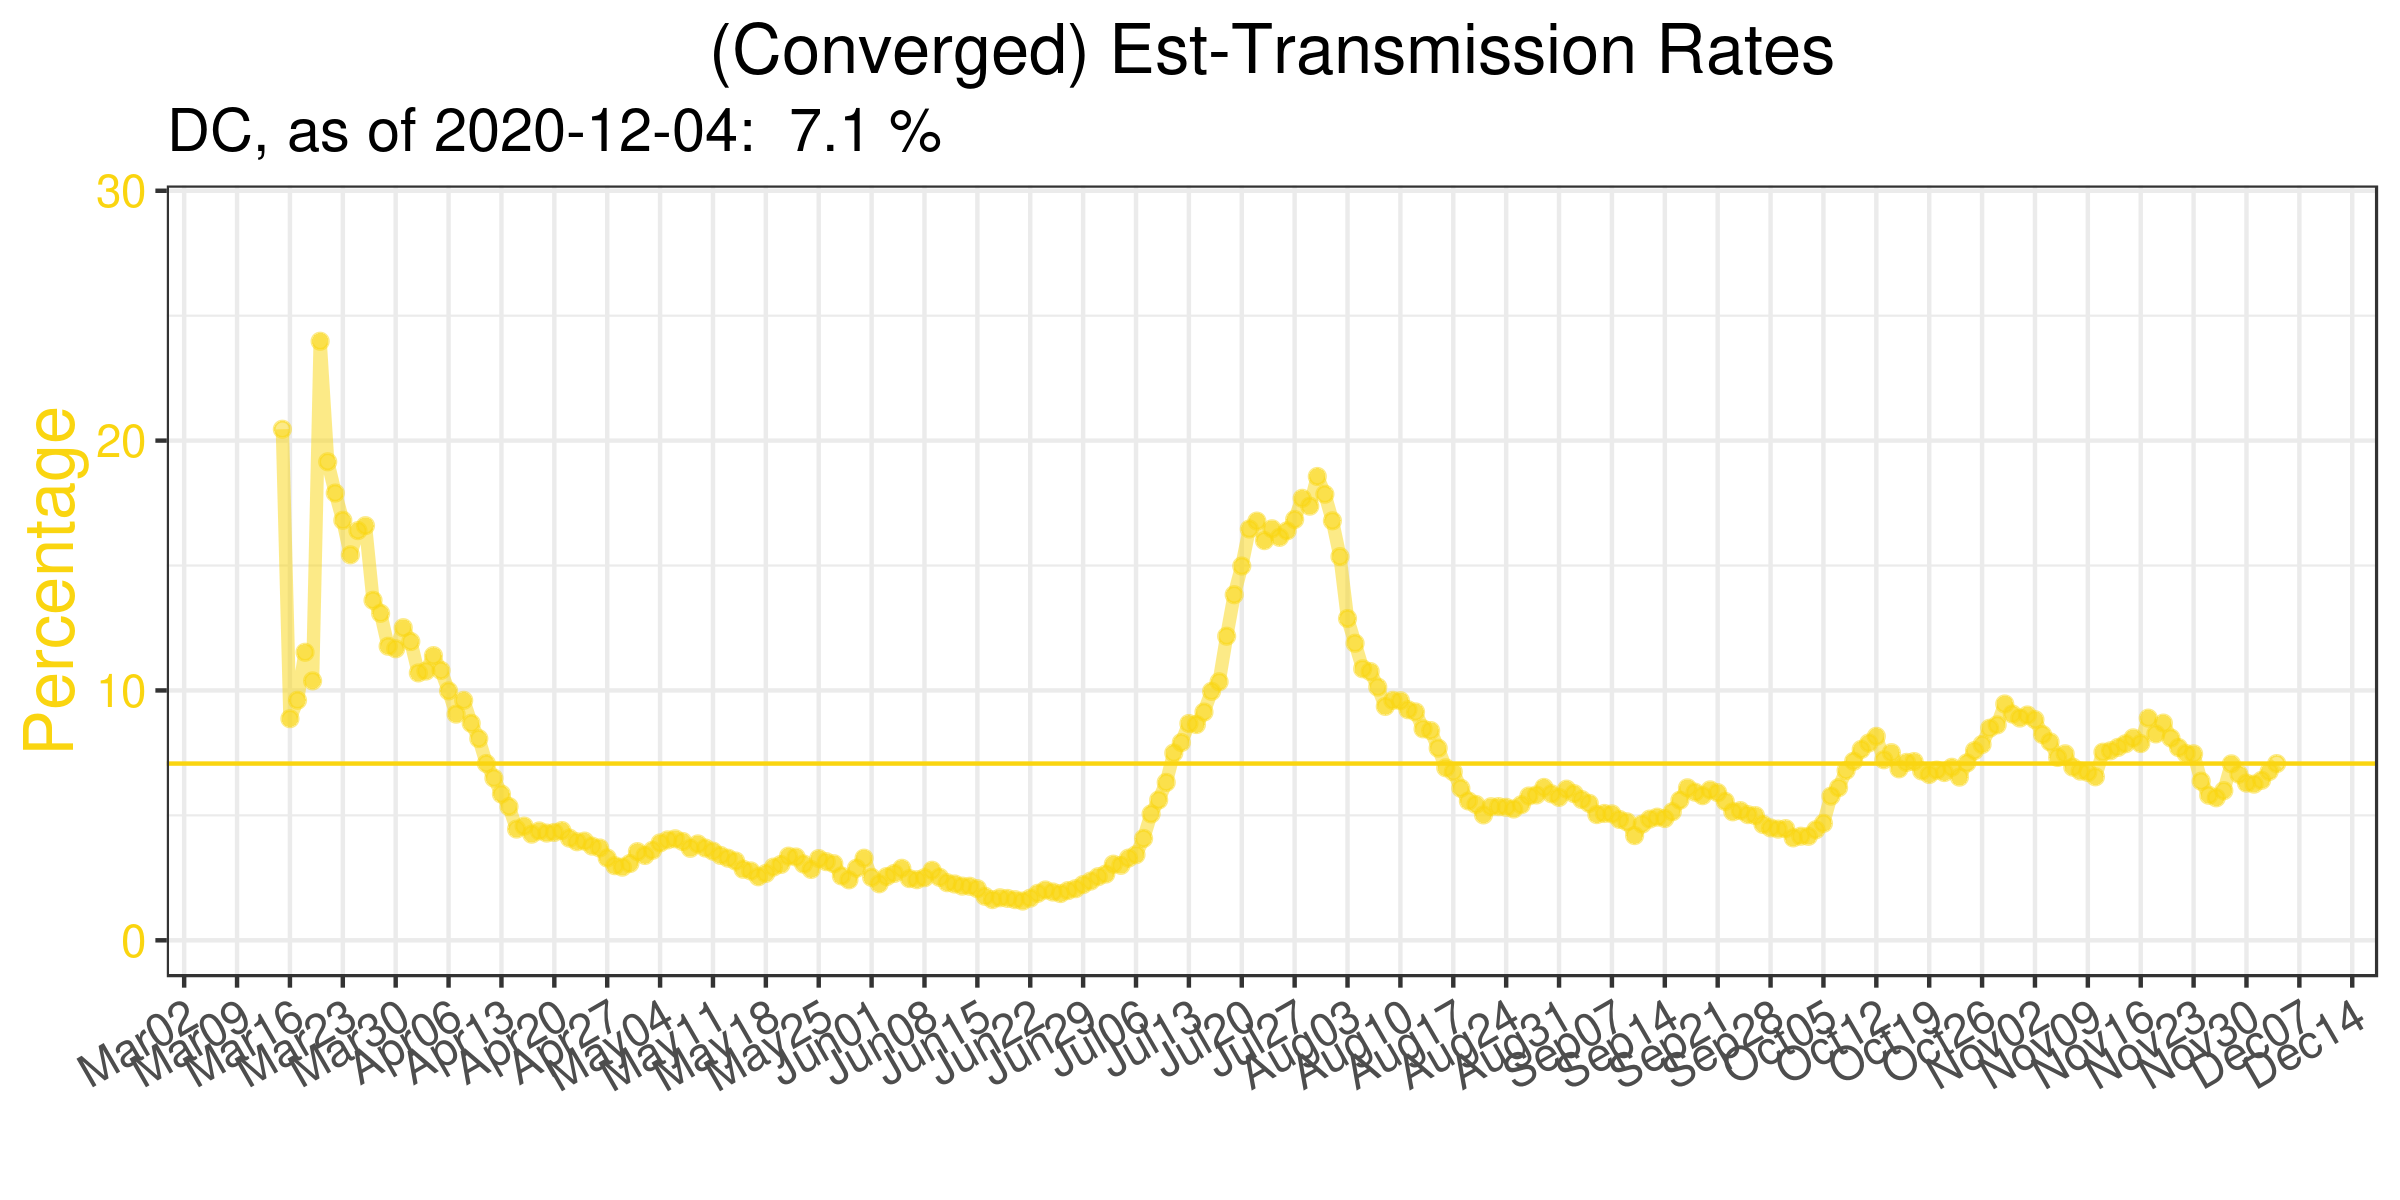 (Converged) Est-Transmission Rates
DC, as of 2020-12-04:  7.1 %
Percentage
30
20
10
0
Mar02
Mar09
Mar16
Mar23
Mar30
Apr06
Apr13
Apr20
Apr27
May04
May11
May18
May25
Jun01
Jun08
Jun15
Jun22
Jun29
Jul06
Jul13
Jul20
Jul27
Aug03
Aug10
Aug17
Aug24
Aug31
Sep07
Sep14
Sep21
Sep28
Oct05
Oct12
Oct19
Oct26
Nov02
Nov09
Nov16
Nov23
Nov30
Dec07
Dec14